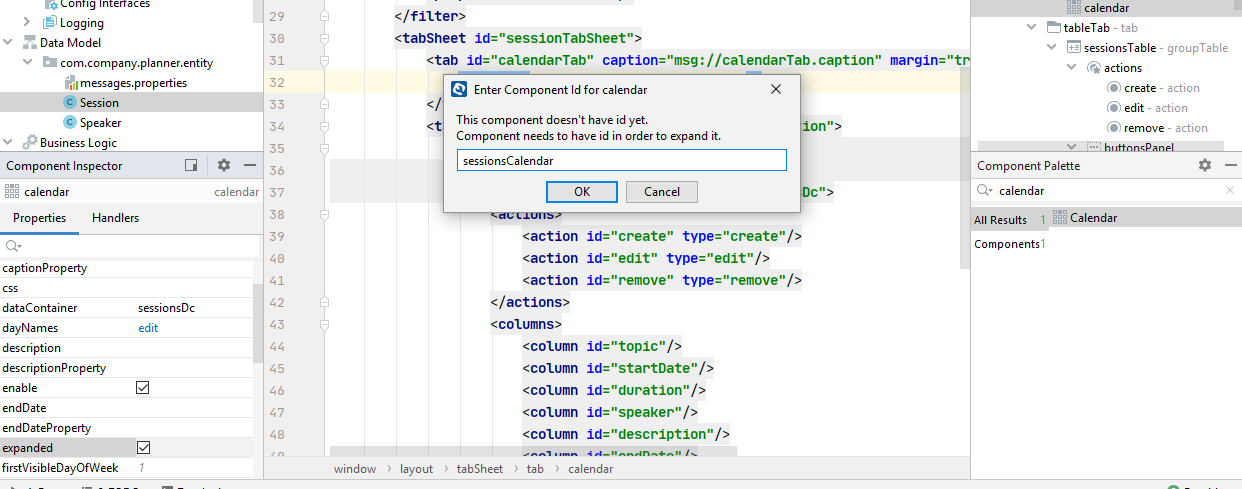 Config Interfaces
Logging
Data Model
com.company.planner.entity
messages.properties
Session
Speaker
Business Logic
Component Inspector
calendar
calendar
Properties
Handlers
captionProperty
css
dataContainer
sessionsDc
dayNames
edit
description
descriptionProperty
enable
endDate
endDateProperty
expanded
firstVisibleDayOfWeek
1
29 </filter>
30 <tabSheet id="sessionTabSheet">
31 <tab id="calendarTab" caption="msg://calendarTab.caption" margin="tr
32
33 </
34 <t ion">
35
36
37 sDc">
38 <actions>
39 <action id="create" type="create"/>
40 <action id="edit" type="edit"/>
41 <action id="remove" type="remove"/>
42 </actions>
43 <columns>
44 <column id="topic"/>
45 <column id="startDate"/>
46 <column id="duration"/>
47 <column id="speaker"/>
48 <column id="description"/>
<column id="endDate"/>
window > layout > tabSheet > tab > calendar
Enter Component Id for calendar
This component doesn't have id yet.
Component needs to have id in order to expand it.
sessionsCalendar
OK
Cancel
calendar
tableTab - tab
sessionsTable - groupTable
actions
create - action
edit - action
remove - action
buttonsPanel
Component Palette
calendar
All Results 1
Calendar
Components1